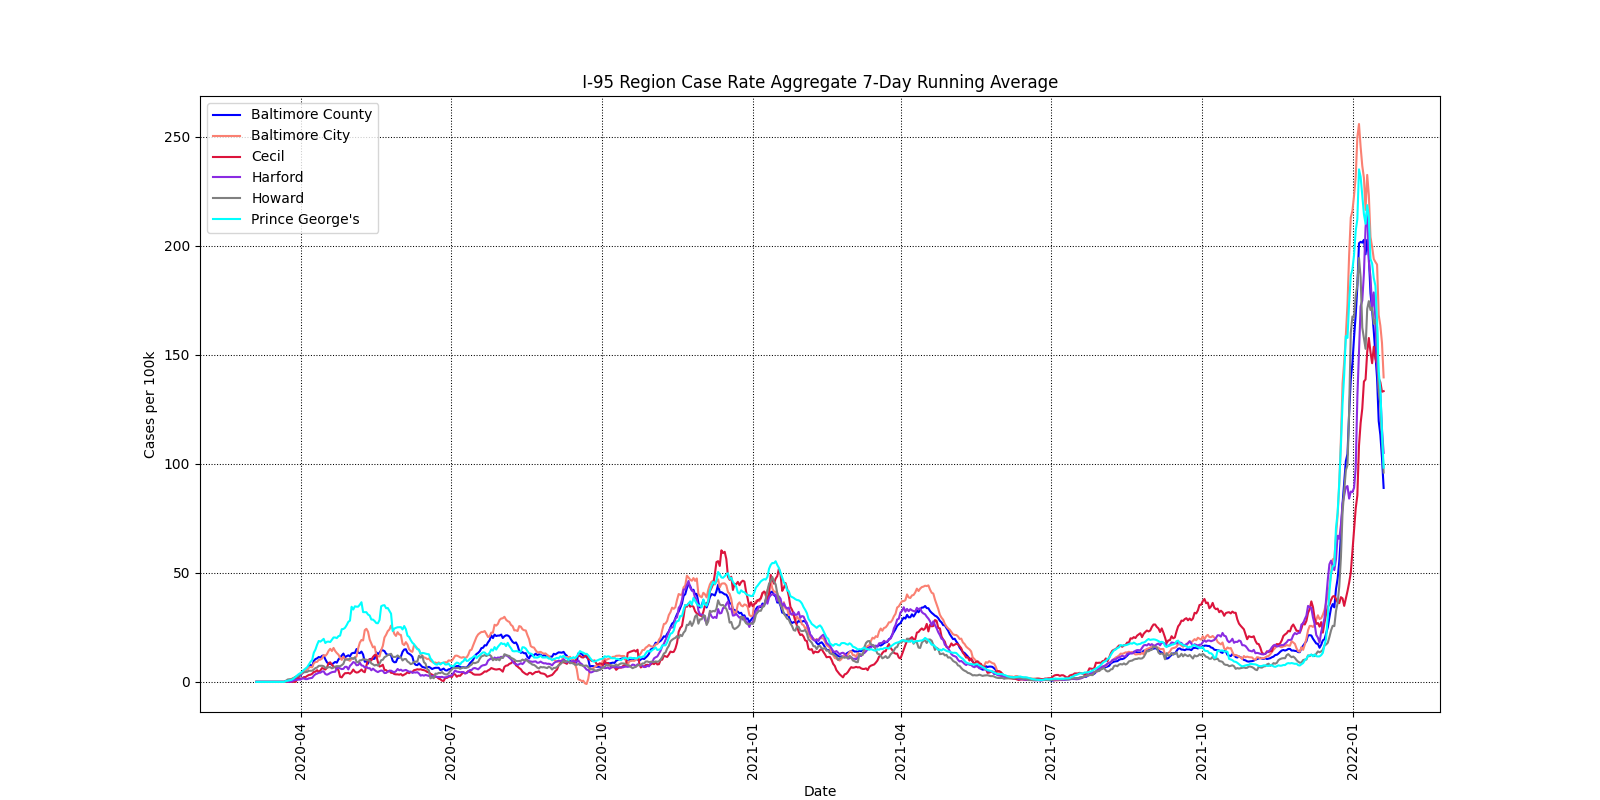 I-95 Region Case Rate Aggregate 7-Day Running Average
Baltimore County
Baltimore City
Cecil
Harford
Howard
Prince George's
Cases per 100k
250
200
150
100
50
0
2020-04
2020-07
2020-10
2021-01
2021-04
2021-07
2021-10
2022-01
Date